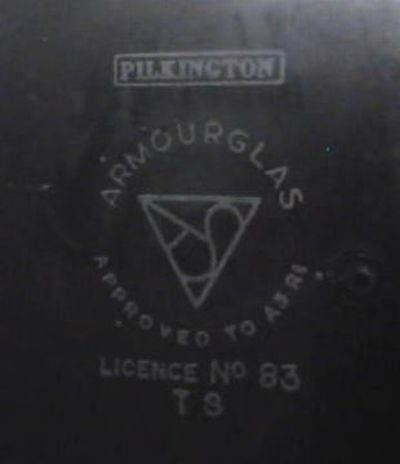 PILKINGTON
ARMOURGLAS
APPROVED TO AS R1
LICENCE No 83
T S